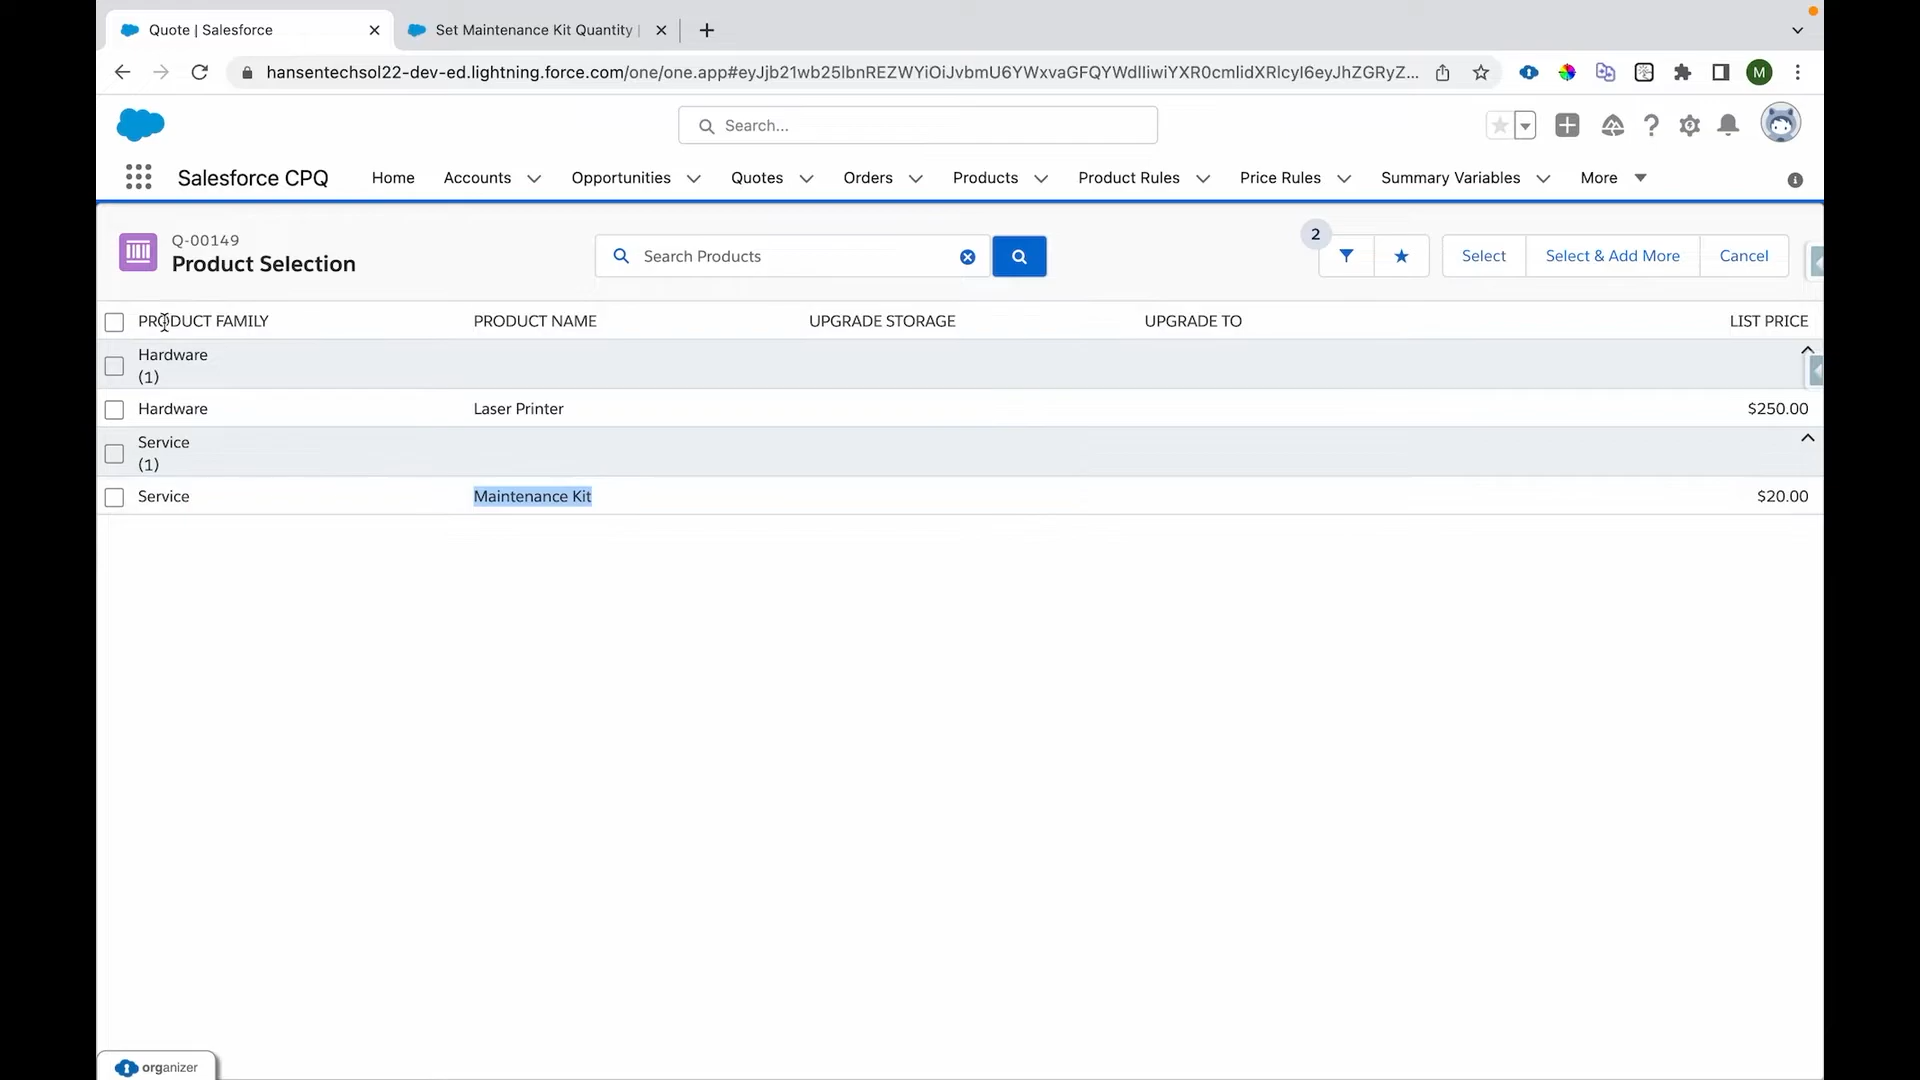 Quote | Salesforce
Set Maintenance Kit Quantity |
hansentechsol22-dev-ed.lightning.force.com/one/one.app#eyJjb21wb25lbnREZWYiOiJvbmU6YWxvaGFQYWdlIiwiYXR0cmlidXRlcyI6eyJhZGRyZ...
M
Search...
Salesforce CPQ
Home
Accounts
Opportunities
Quotes
Orders
Products
Product Rules
Price Rules
Summary Variables
More
Q-00149
Product Selection
Search Products
2
Select
Select & Add More
Cancel
PRODUCT FAMILY PRODUCT NAME UPGRADE STORAGE UPGRADE TO LIST PRICE
Hardware
(1)
Hardware Laser Printer $250.00
Service
(1)
Service Maintenance Kit $20.00
organizer